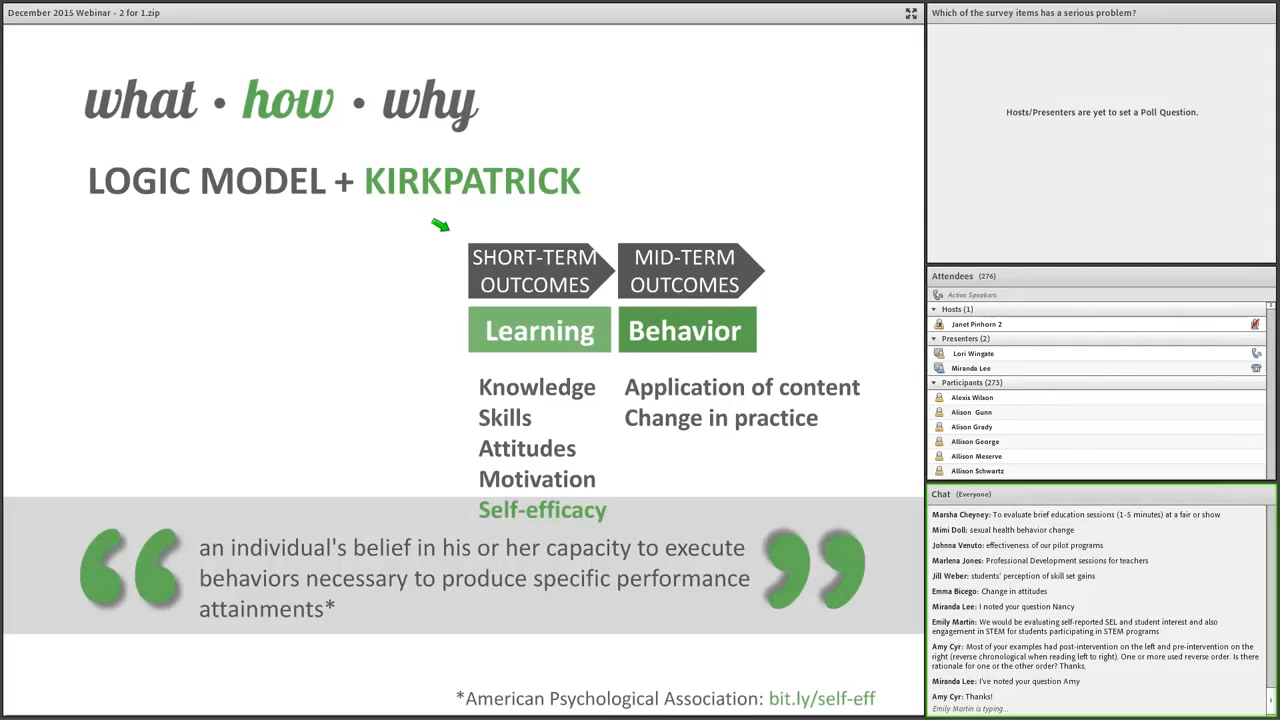 December 2015 Webinar - 2 for 1.zip
what • how • why
LOGIC MODEL + KIRKPATRICK
SHORT-TERM
OUTCOMES
MID-TERM
OUTCOMES
Learning
Behavior
Knowledge
Skills
Attitudes
Motivation
Self-efficacy
Application of content
Change in practice
“ an individual's belief in his or her capacity to execute
behaviors necessary to produce specific performance
attainments* ”
*American Psychological Association: bit.ly/self-eff
Which of the survey items has a serious problem?
Hosts/Presenters are yet to set a Poll Question.
Attendees (276)
Active Speakers
Hosts (1)
Janet Pinhorn 2
Presenters (2)
Lori Wingate
Miranda Lee
Participants (273)
Alexis Wilson
Alison Gunn
Alison Grady
Allison George
Allison Meserve
Allison Schwartz
Chat (Everyone)
Marsha Cheyney: To evaluate brief education sessions (1-5 minutes) at a fair or show
Mimi Doll: sexual health behavior change
Johnna Venuto: effectiveness of our pilot programs
Marlena Jones: Professional Development sessions for teachers
Jill Weber: students' perception of skill set gains
Emma Bicego: Change in attitudes
Miranda Lee: I noted your question Nancy
Emily Martin: We would be evaluating self-reported SEL and student interest and also
engagement in STEM for students participating in STEM programs
Amy Cyr: Most of your examples had post-intervention on the left and pre-intervention on the
right (reverse chronological when reading left to right). One or more used reverse order. Is there
rationale for one or the other order? Thanks.
Miranda Lee: I've noted your question Amy
Amy Cyr: Thanks!
Emily Martin is typing...